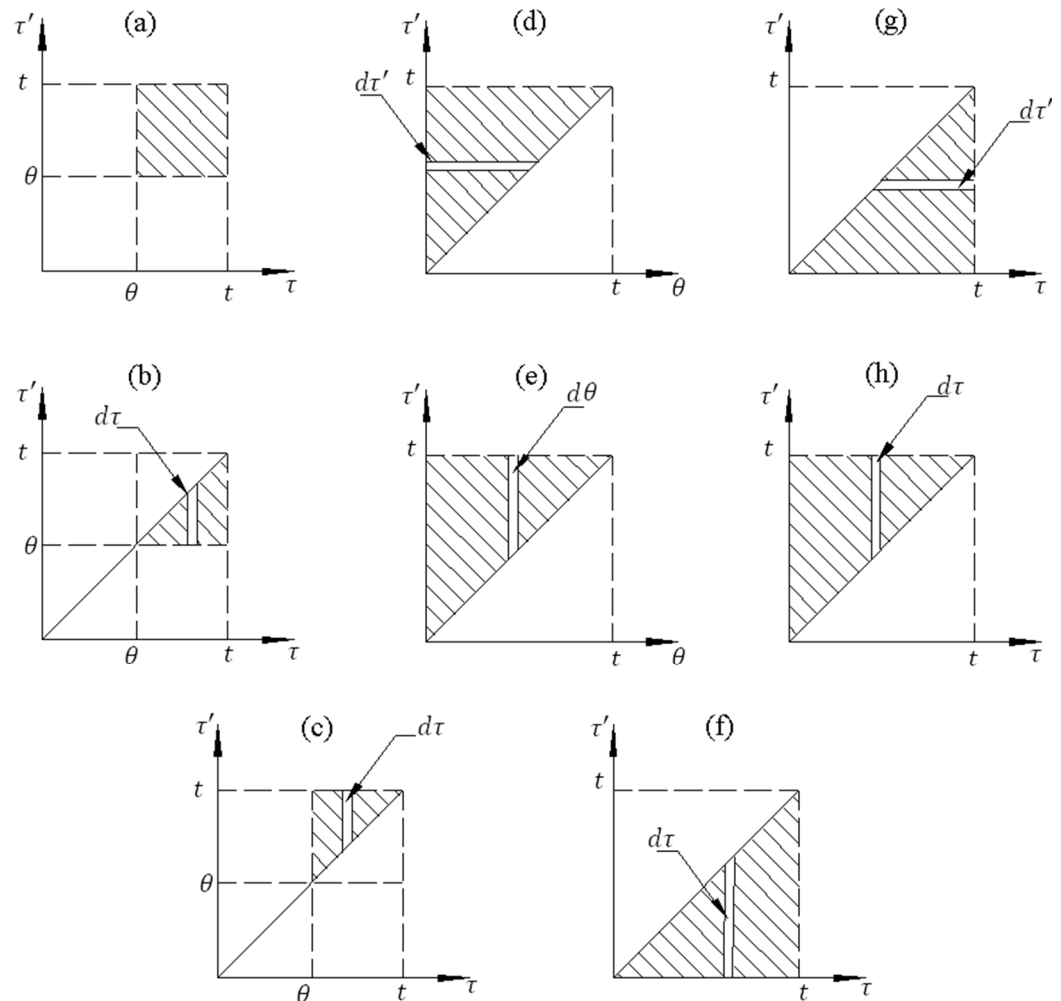 (a)
τ′
t
θ
θ
t
τ
(d)
τ′
t
dτ′
t
θ
(g)
τ′
t
dτ′
t
τ
(b)
τ′
dτ
t
θ
θ
t
τ
(e)
τ′
dθ
t
t
θ
(h)
τ′
dτ
t
t
τ
(c)
τ′
dτ
t
θ
θ
t
τ
(f)
τ′
t
dτ
t
τ